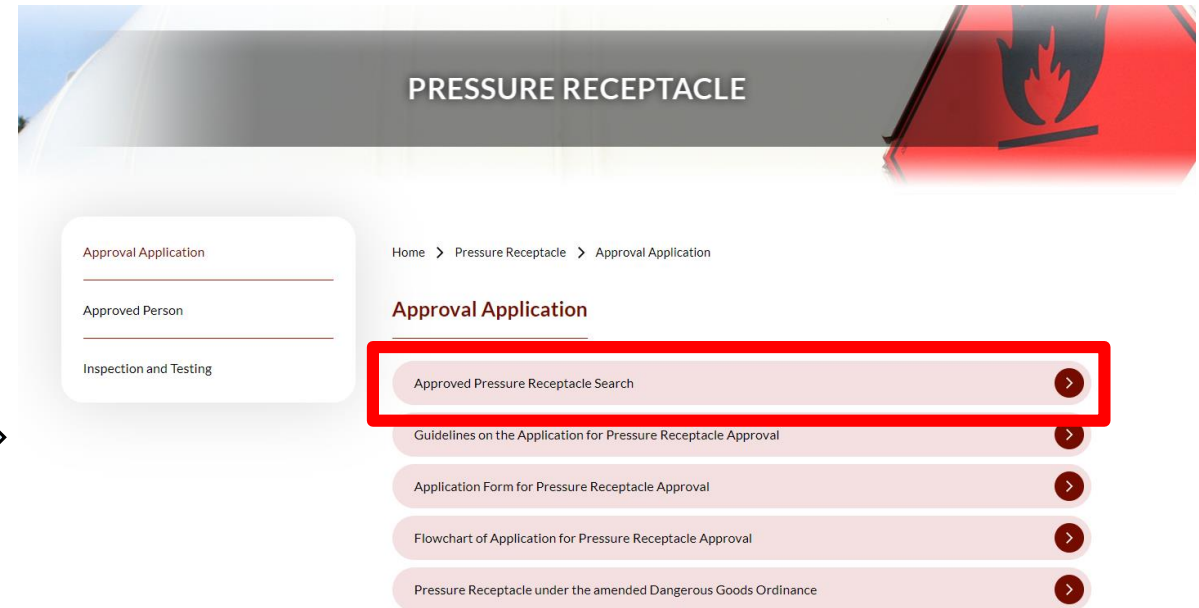 PRESSURE RECEPTACLE
Approval Application
Approved Person
Inspection and Testing
Home > Pressure Receptacle > Approval Application
Approval Application
Approved Pressure Receptacle Search
Guidelines on the Application for Pressure Receptacle Approval
Application Form for Pressure Receptacle Approval
Flowchart of Application for Pressure Receptacle Approval
Pressure Receptacle under the amended Dangerous Goods Ordinance